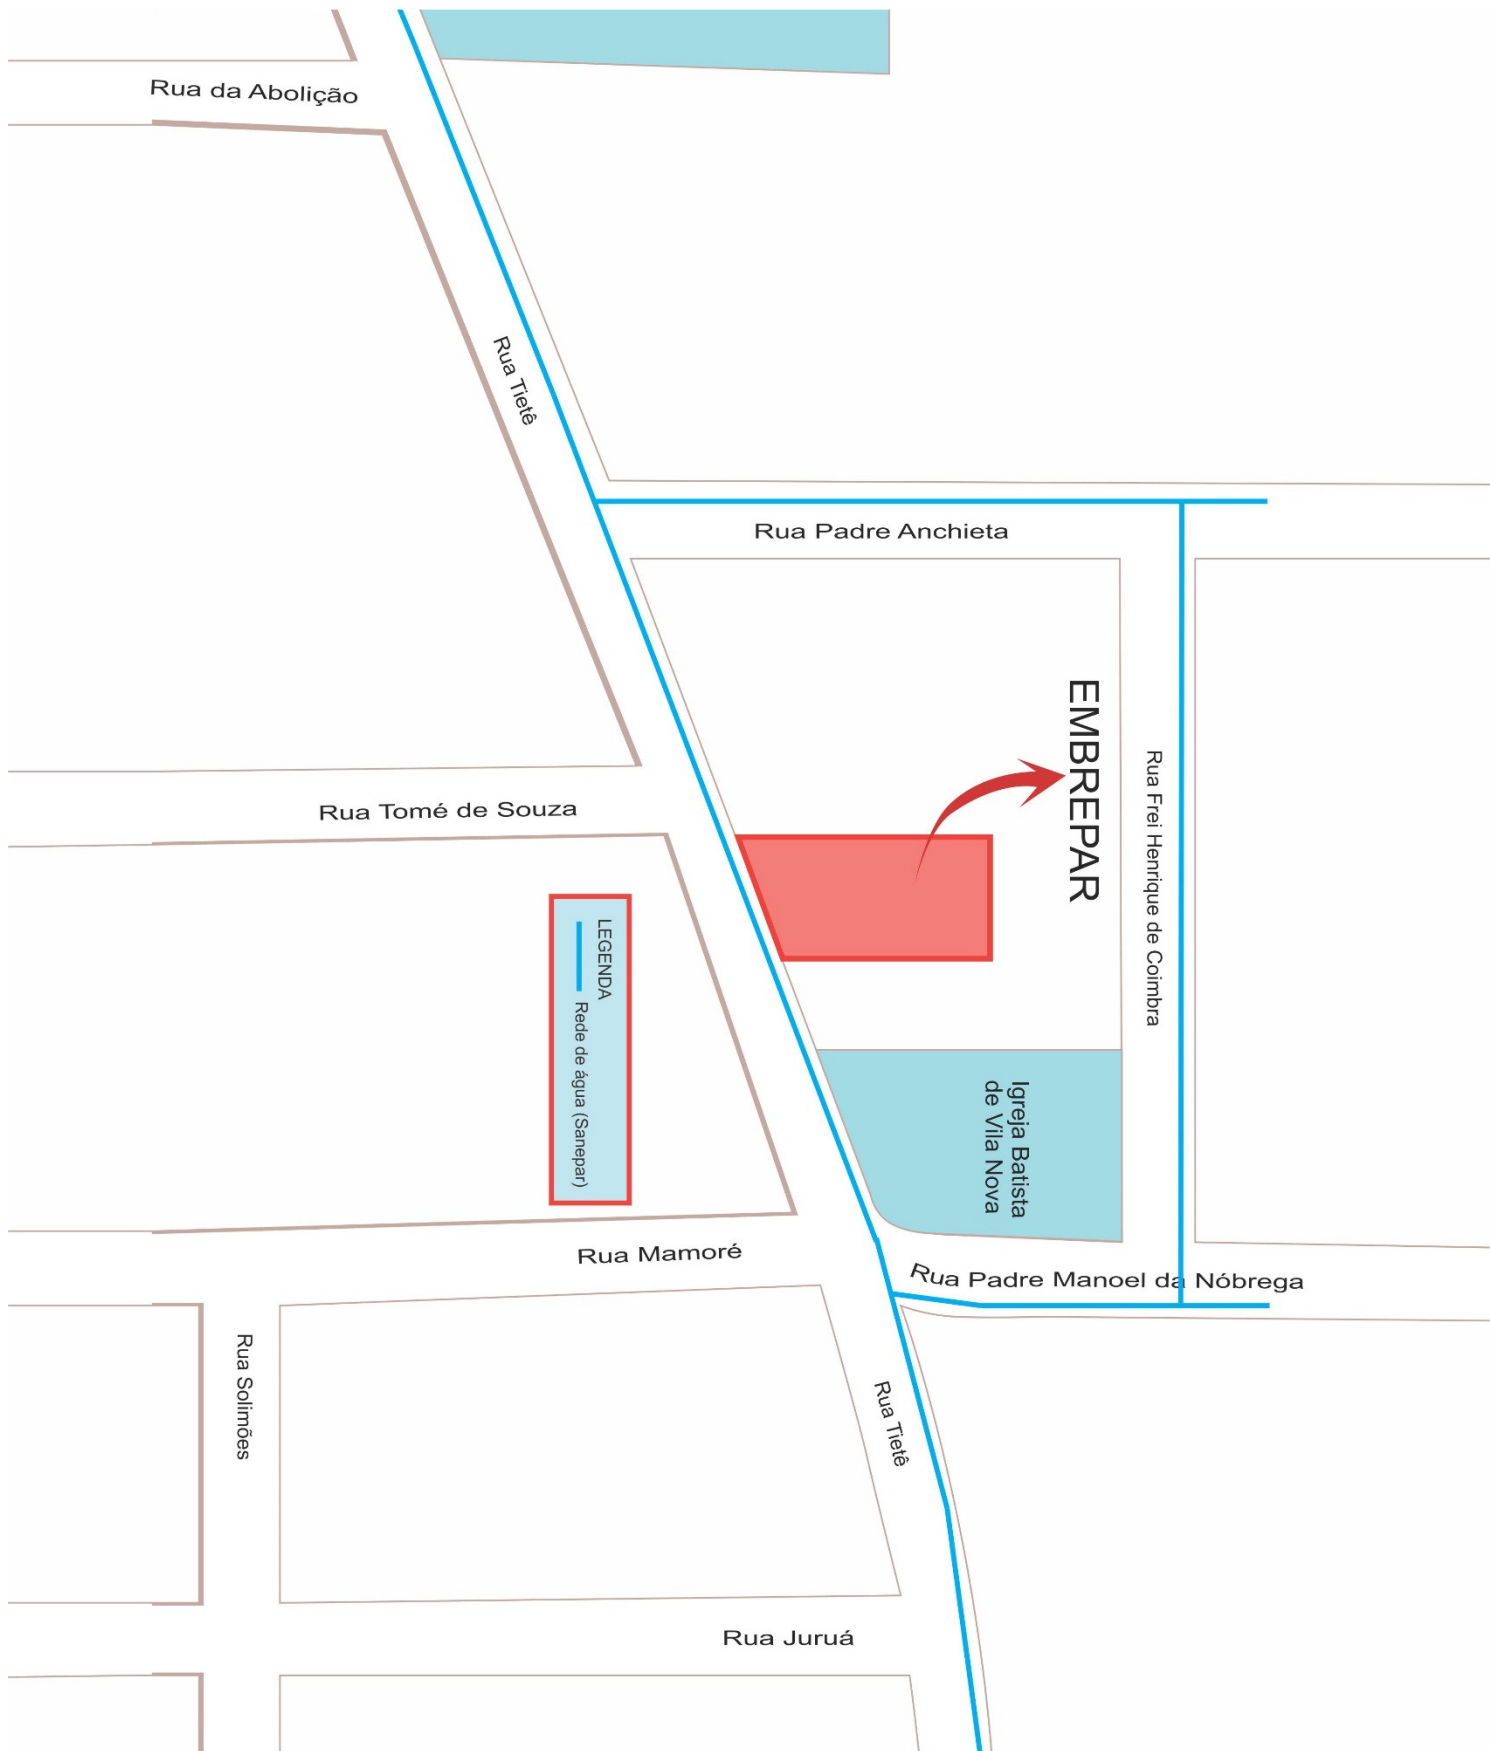 Rua da Abolição
Rua Tietê
Rua Padre Anchieta
EMBREPAR
Rua Frei Henrique de Coimbra
Rua Tomé de Souza
LEGENDA
Rede de água (Sanepar)
Igreja Batista
de Vila Nova
Rua Mamoré
Rua Padre Manoel da Nóbrega
Rua Solimões
Rua Tietê
Rua Juruá